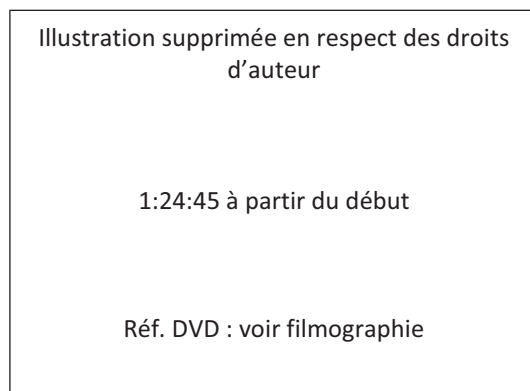 Illustration supprimée en respect des droits
d’auteur
1:24:45 à partir du début
Réf. DVD : voir filmographie